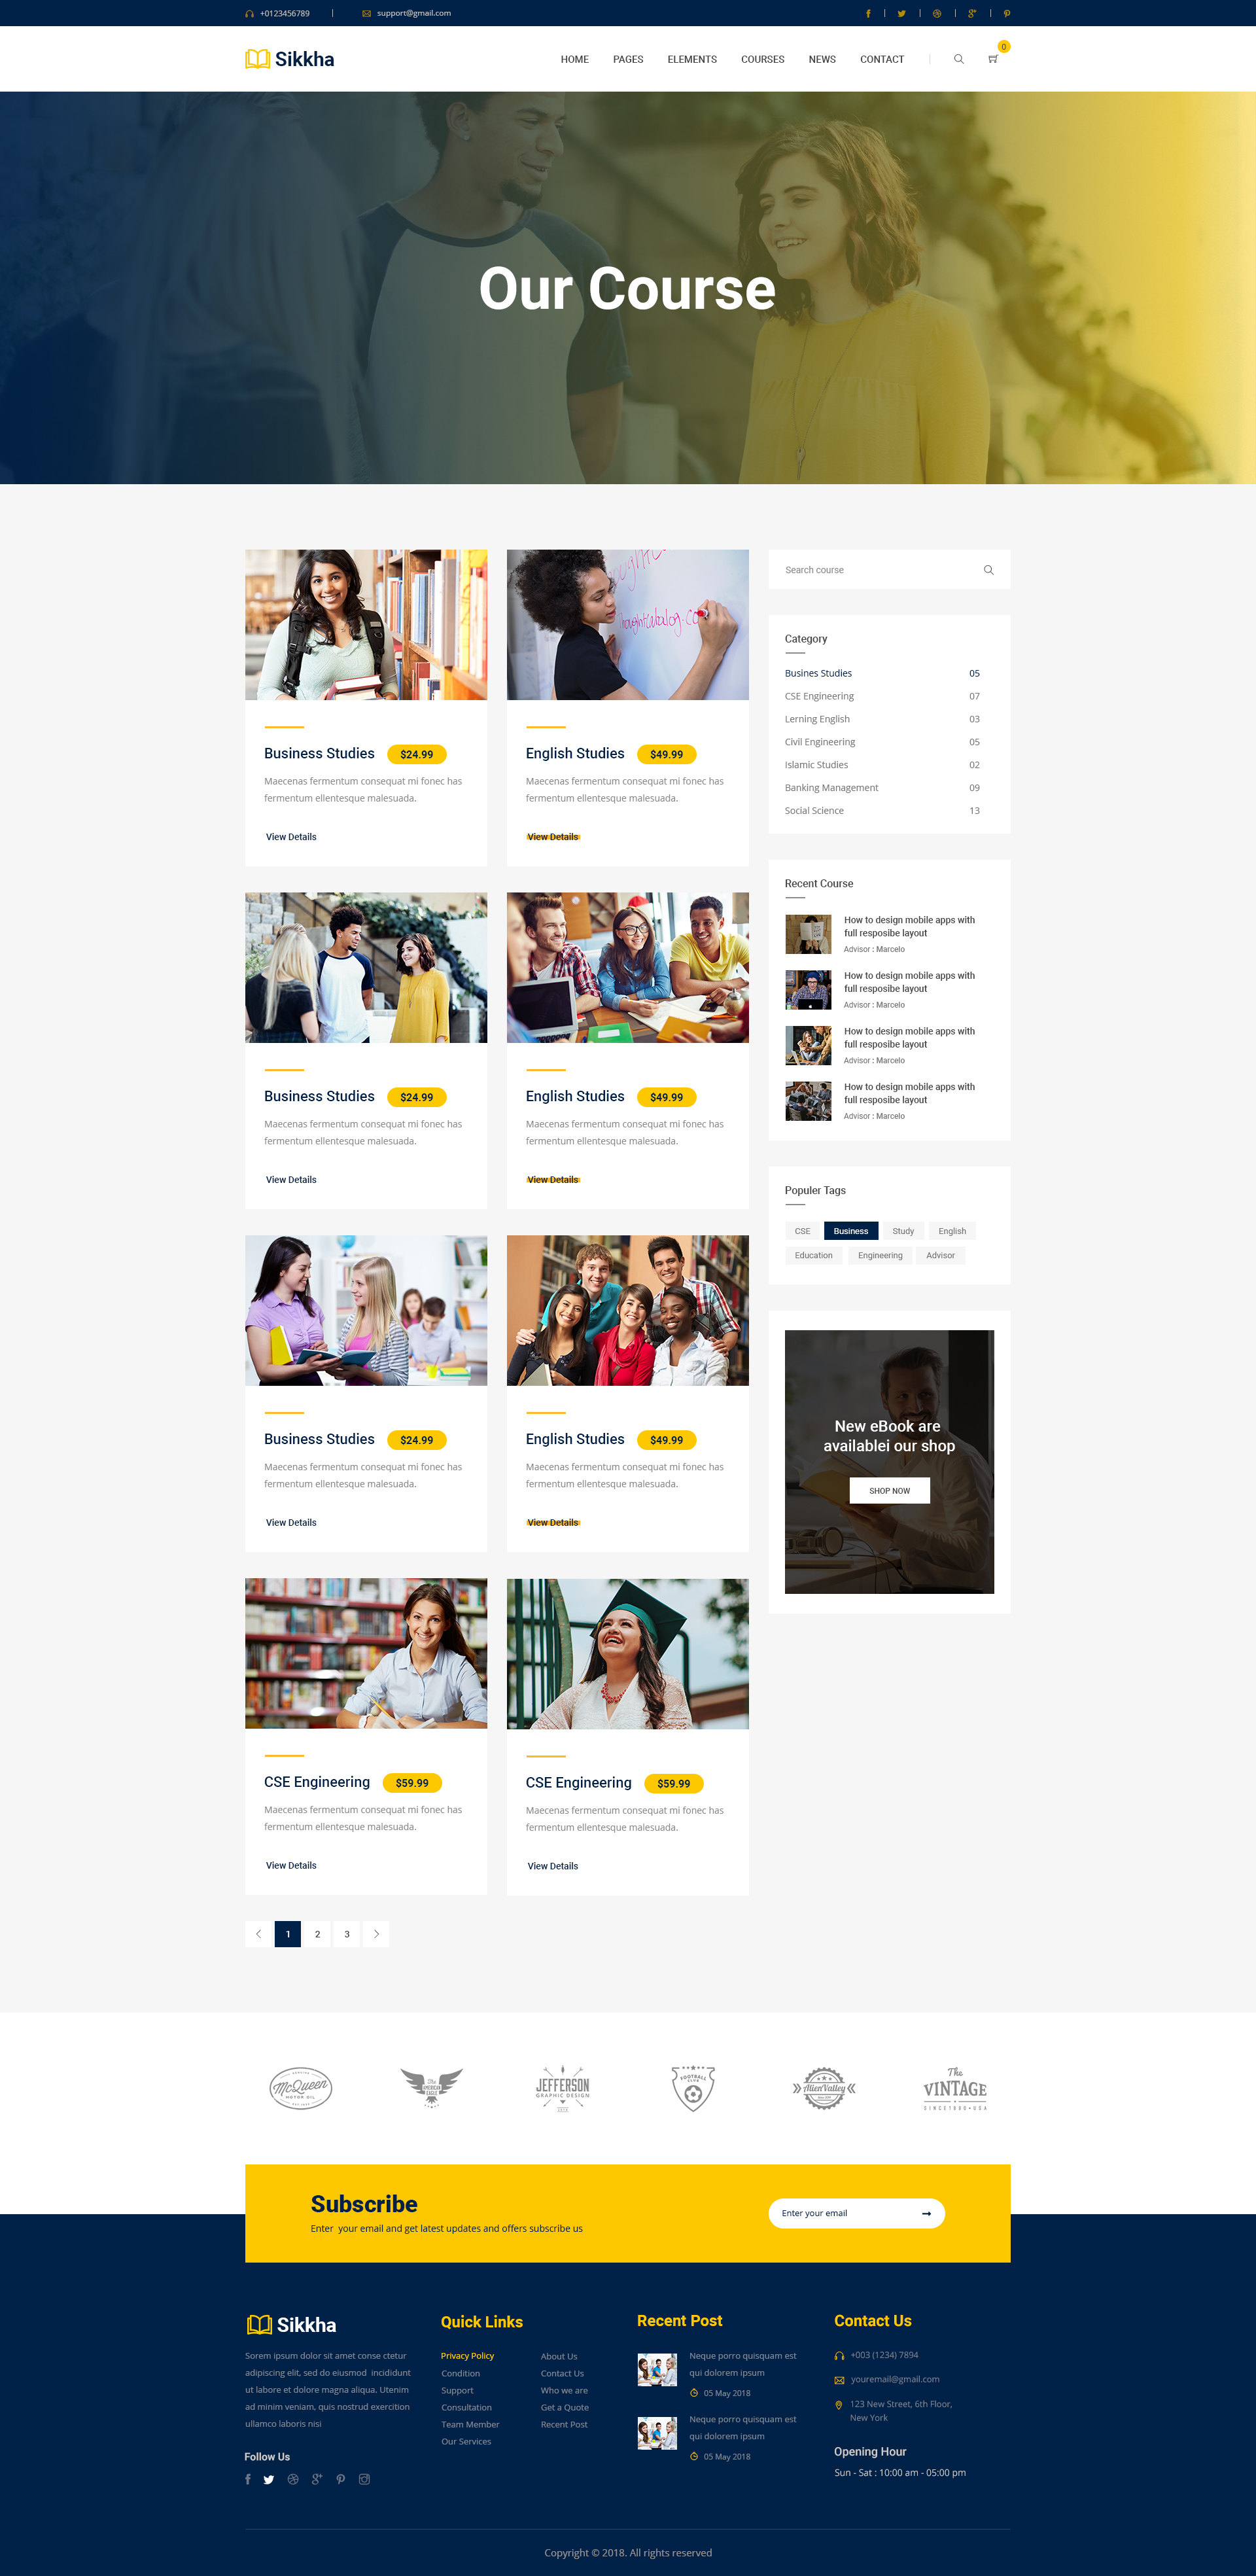 +0123456789
support@gmail.com
Sikkha
HOME PAGES ELEMENTS COURSES NEWS CONTACT
0
Our Course
Business Studies $24.99
Maecenas fermentum consequat mi fonec has
fermentum ellentesque malesuada.
View Details
English Studies $49.99
Maecenas fermentum consequat mi fonec has
fermentum ellentesque malesuada.
View Details
Business Studies $24.99
Maecenas fermentum consequat mi fonec has
fermentum ellentesque malesuada.
View Details
English Studies $49.99
Maecenas fermentum consequat mi fonec has
fermentum ellentesque malesuada.
View Details
Business Studies $24.99
Maecenas fermentum consequat mi fonec has
fermentum ellentesque malesuada.
View Details
English Studies $49.99
Maecenas fermentum consequat mi fonec has
fermentum ellentesque malesuada.
View Details
CSE Engineering $59.99
Maecenas fermentum consequat mi fonec has
fermentum ellentesque malesuada.
View Details
CSE Engineering $59.99
Maecenas fermentum consequat mi fonec has
fermentum ellentesque malesuada.
View Details
1 2 3
Search course
Category
Busines Studies 05
CSE Engineering 07
Lerning English 03
Civil Engineering 05
Islamic Studies 02
Banking Management 09
Social Science 13
Recent Course
How to design mobile apps with
full resposibe layout
Advisor : Marcelo
How to design mobile apps with
full resposibe layout
Advisor : Marcelo
How to design mobile apps with
full resposibe layout
Advisor : Marcelo
How to design mobile apps with
full resposibe layout
Advisor : Marcelo
Populer Tags
CSE Business Study English
Education Engineering Advisor
New eBook are
availablei our shop
SHOP NOW
McQueen
MOTOR OIL
The
AMERICAN
EAGLE
JEFFERSON
GRAPHIC DESIGN
FOOTBALL
CLUB
AlienValley
The
VINTAGE
Subscribe
Enter your email and get latest updates and offers subscribe us
Enter your email
Sikkha
Lorem ipsum dolor sit amet conse ctetur
adipiscing elit, sed do eiusmod incididunt
ut labore et dolore magna aliqua. Utenim
ad minim veniam, quis nostrud exercition
ullamco laboris nisi
Follow Us
Quick Links
Privacy Policy
Condition
Support
Consultation
Team Member
Our Services
About Us
Contact Us
Who we are
Get a Quote
Recent Post
Recent Post
Neque porro quisquam est
qui dolorem ipsum
05 May 2018
Neque porro quisquam est
qui dolorem ipsum
05 May 2018
Contact Us
+003 (1234) 7894
youremail@gmail.com
123 New Street, 6th Floor,
New York
Opening Hour
Sun - Sat : 10:00 am - 05:00 pm
Copyright © 2018. All rights reserved